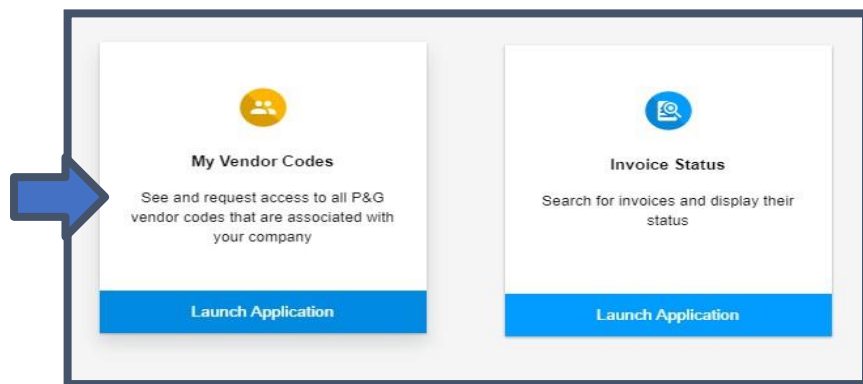 My Vendor Codes
See and request access to all P&G
vendor codes that are associated with
your company
Launch Application
Invoice Status
Search for invoices and display their
status
Launch Application